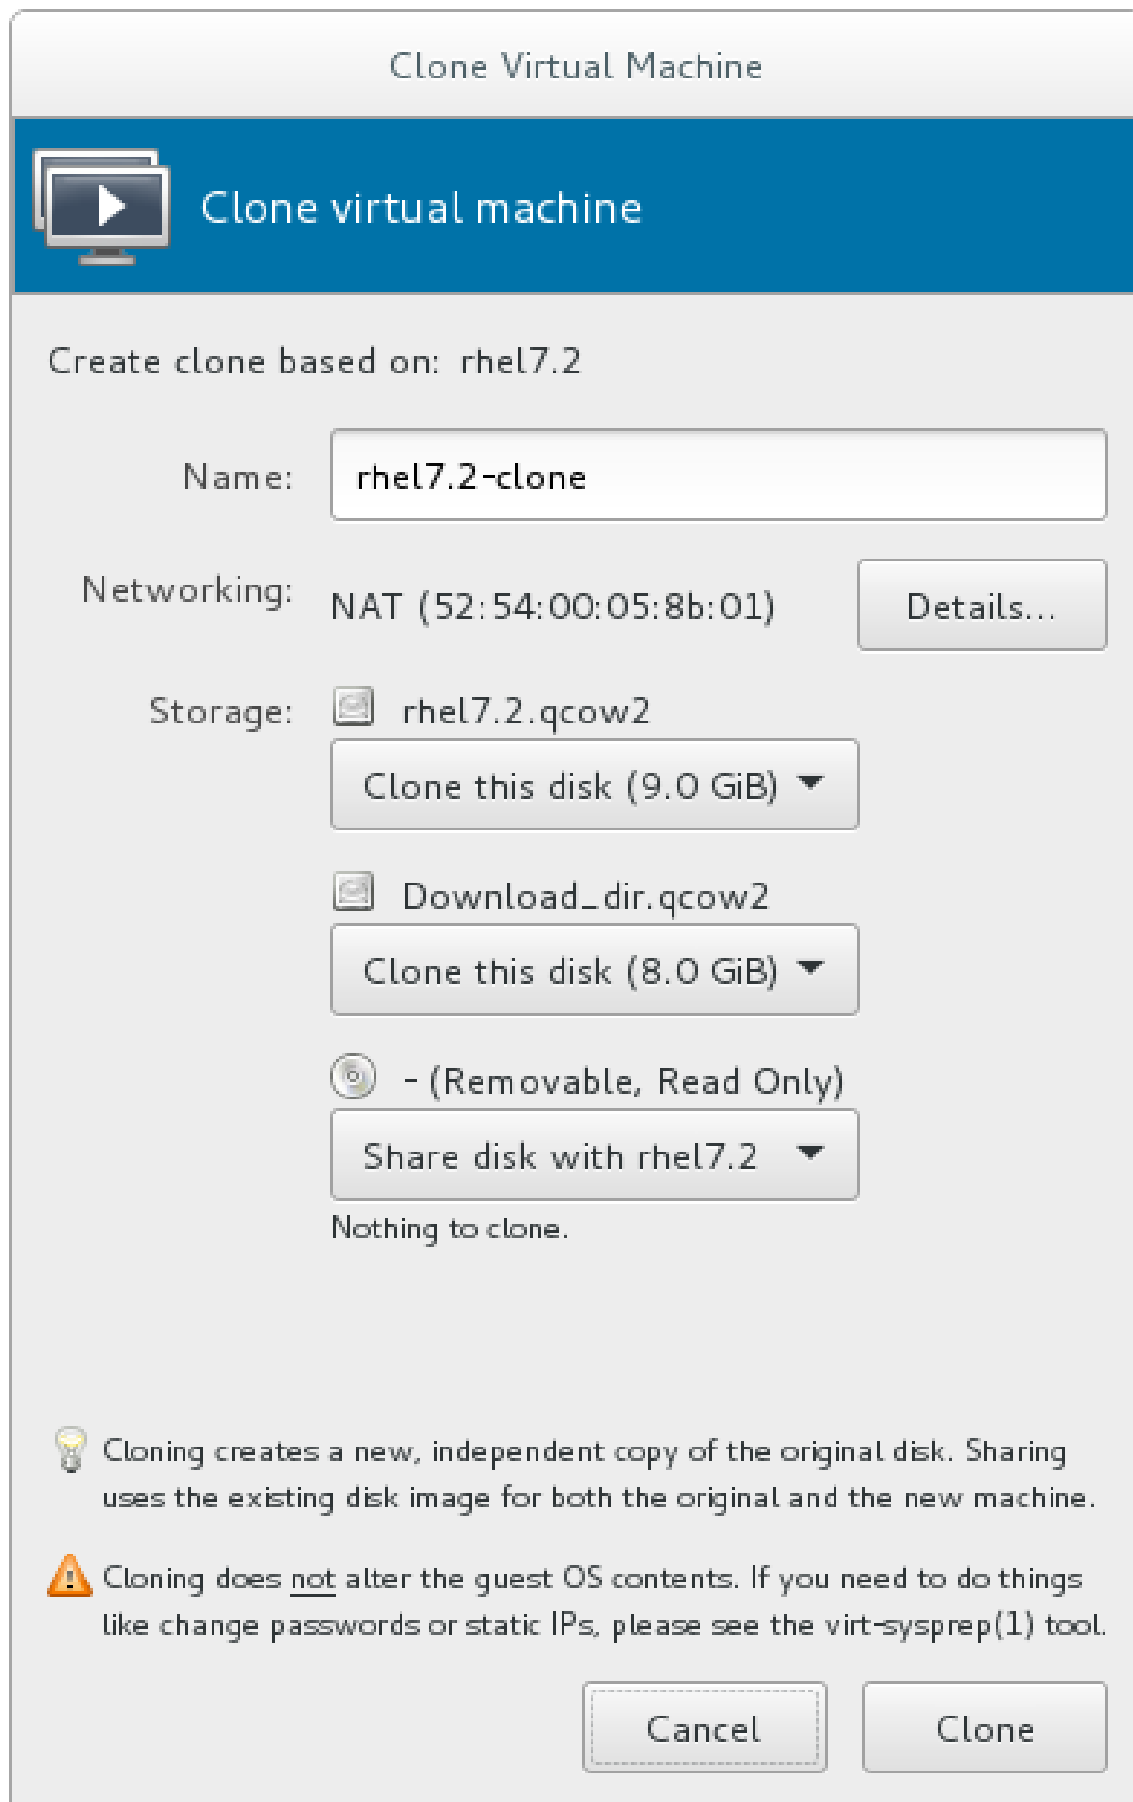 Clone Virtual Machine
Clone virtual machine
Create clone based on: rhel7.2
Name: rhel7.2-clone
Networking: NAT (52:54:00:05:8b:01) Details...
Storage: rhel7.2.qcow2
Clone this disk (9.0 GiB)
Download_dir.qcow2
Clone this disk (8.0 GiB)
- (Removable, Read Only)
Share disk with rhel7.2
Nothing to clone.
Cloning creates a new, independent copy of the original disk. Sharing
uses the existing disk image for both the original and the new machine.
Cloning does not alter the guest OS contents. If you need to do things
like change passwords or static IPs, please see the virt-sysprep(1) tool.
Cancel Clone